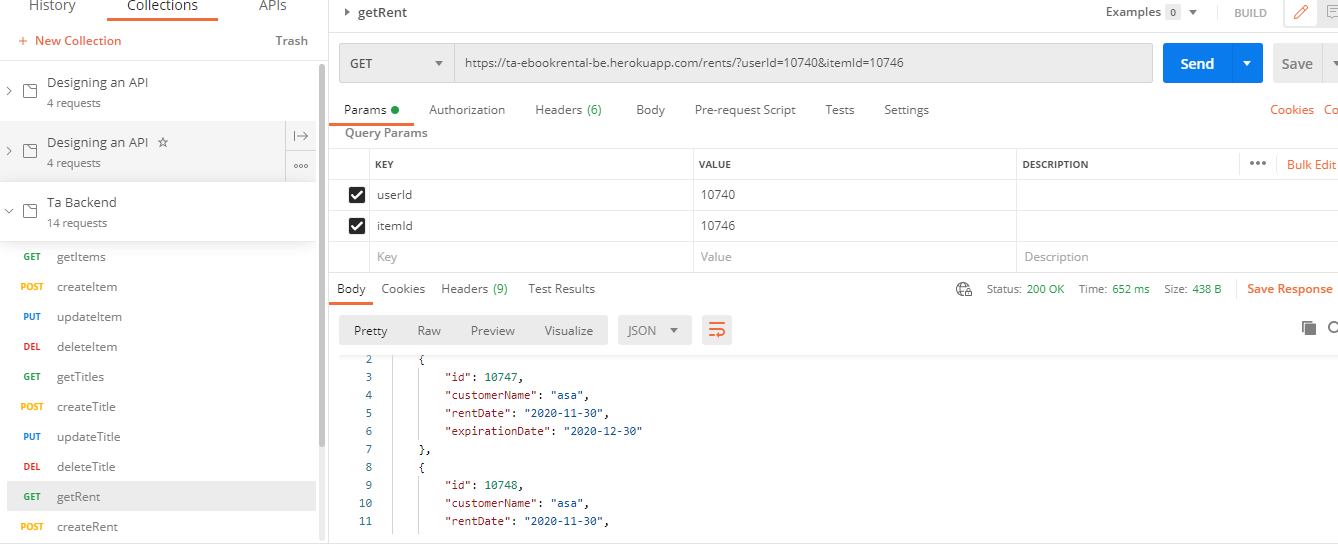 History Collections APIs
+ New Collection Trash
Designing an API
4 requests
Designing an API
4 requests
Ta Backend
14 requests
GET getItems
POST createItem
PUT updateItem
DEL deleteItem
GET getTitles
POST createTitle
PUT updateTitle
DEL deleteTitle
GET getRent
POST createRent
getRent Examples 0 BUILD
GET https://ta-ebookrental-be.herokuapp.com/rents/?userId=10740&itemId=10746 Send Save
Params Authorization Headers (6) Body Pre-request Script Tests Settings Cookies Co
Query Params
KEY VALUE DESCRIPTION ••• Bulk Edit
userId 10740
itemId 10746
Key Value Description
Body Cookies Headers (9) Test Results Status: 200 OK Time: 652 ms Size: 438 B Save Response
Pretty Raw Preview Visualize JSON
2 {
3 "id": 10747,
4 "customerName": "asa",
5 "rentDate": "2020-11-30",
6 "expirationDate": "2020-12-30"
7 },
8 {
9 "id": 10748,
10 "customerName": "asa",
11 "rentDate": "2020-11-30",